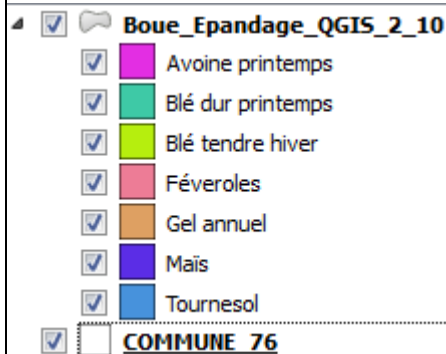 Boue_Epandage_QGIS_2_10
Avoine printemps
Blé dur printemps
Blé tendre hiver
Féveroles
Gel annuel
Maïs
Tournesol
COMMUNE_76